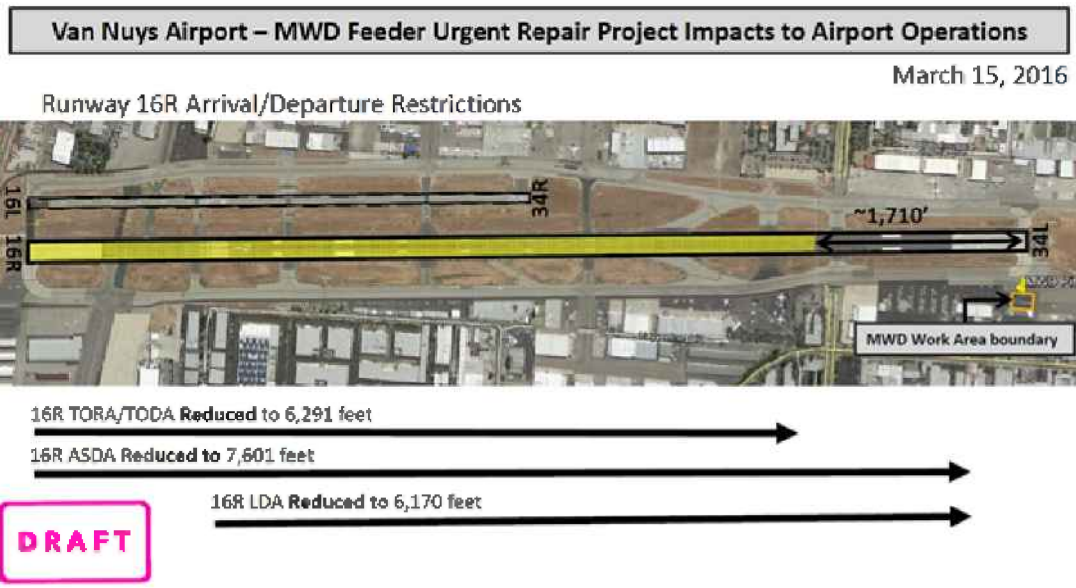 Van Nuys Airport – MWD Feeder Urgent Repair Project Impacts to Airport Operations
March 15, 2016
Runway 16R Arrival/Departure Restrictions
16L
34R
16R
~1,710'
34L
MWD Work Area boundary
16R TORA/TODA Reduced to 6,291 feet
16R ASDA Reduced to 7,601 feet
16R LDA Reduced to 6,170 feet
DRAFT